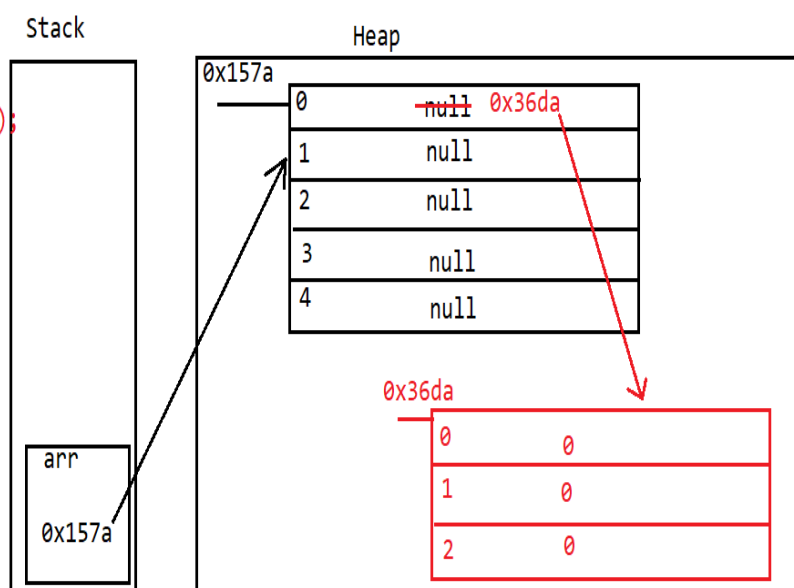 Stack
Heap
0x157a
);
0 null 0x36da
1 null
2 null
3 null
4 null
0x36da
0 0
arr
1 0
0x157a
2 0